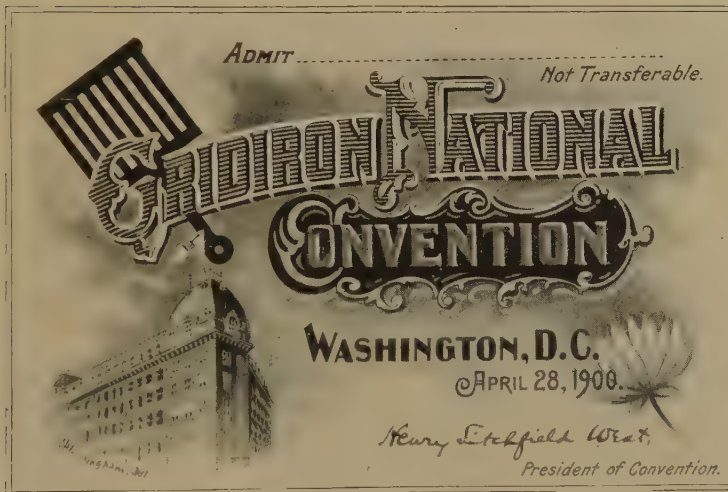 ADMIT
Not Transferable.
GRIDIRON NATIONAL
CONVENTION
WASHINGTON, D.C.
APRIL 28, 1900.
Henry Litchfield West,
President of Convention.